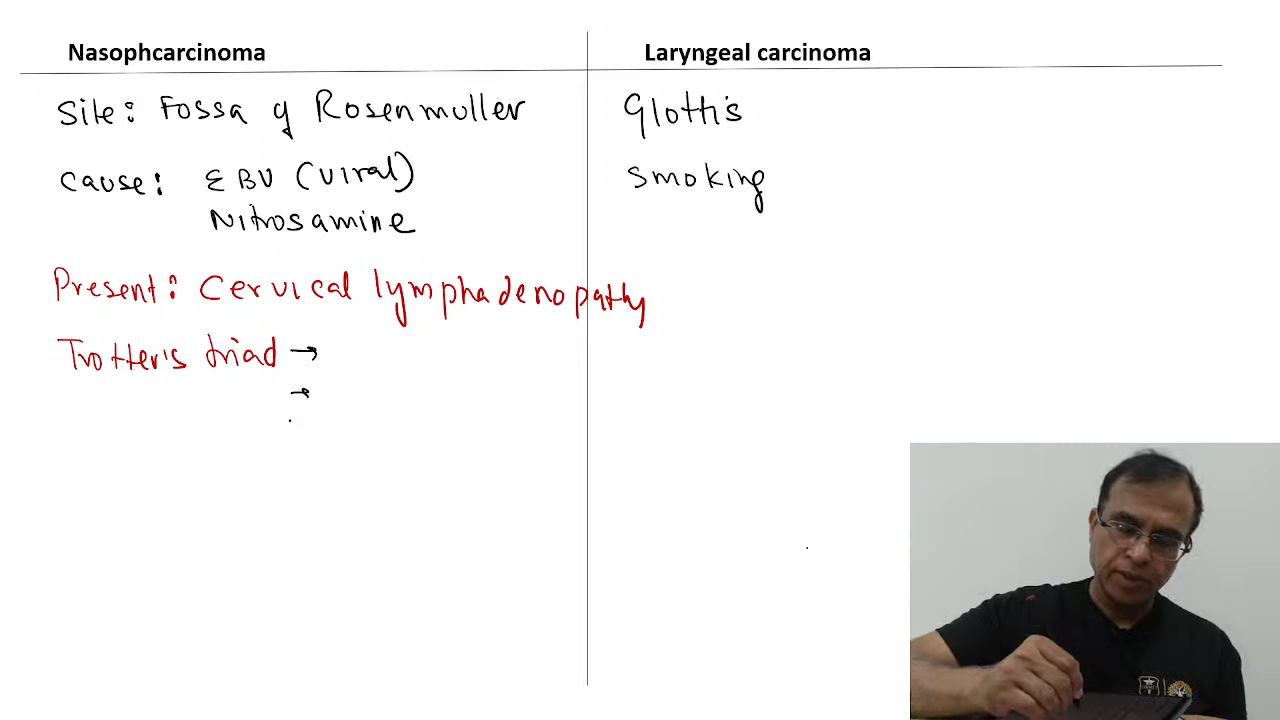 Nasophcarcinoma
Laryngeal carcinoma
Site: Fossa of Rosenmuller
Glottis
Cause: EBV (viral)
Smoking
Nitrosamine
Present: Cervical lymphadenopathy
Trotter's triad →
→